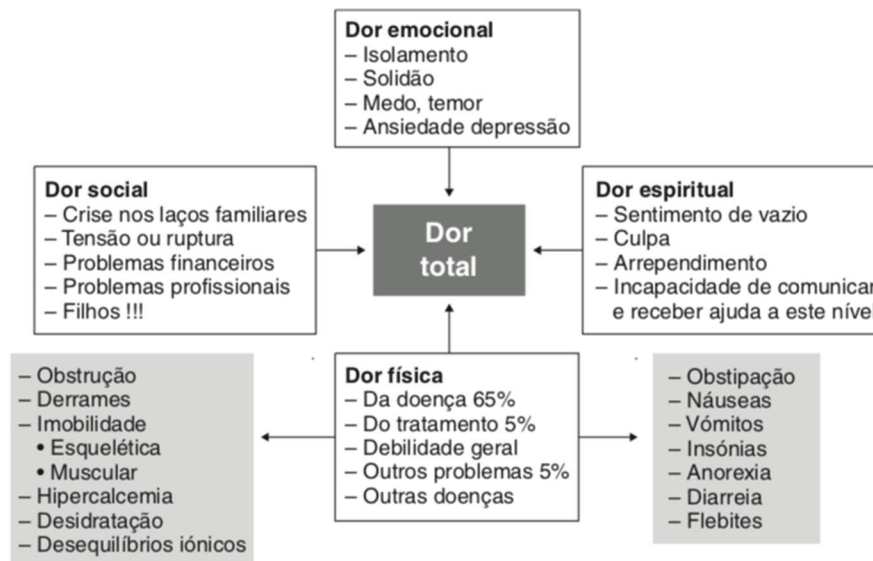 Dor emocional
– Isolamento
– Solidão
– Medo, temor
– Ansiedade depressão
Dor social
– Crise nos laços familiares
– Tensão ou ruptura
– Problemas financeiros
– Problemas profissionais
– Filhos !!!
Dor
total
Dor espiritual
– Sentimento de vazio
– Culpa
– Arrependimento
– Incapacidade de comunicar
e receber ajuda a este nível
– Obstrução
– Derrames
– Imobilidade
• Esquelética
• Muscular
– Hipercalcemia
– Desidratação
– Desequilíbrios iónicos
Dor física
– Da doença 65%
– Do tratamento 5%
– Debilidade geral
– Outros problemas 5%
– Outras doenças
– Obstipação
– Náuseas
– Vómitos
– Insónias
– Anorexia
– Diarreia
– Flebites